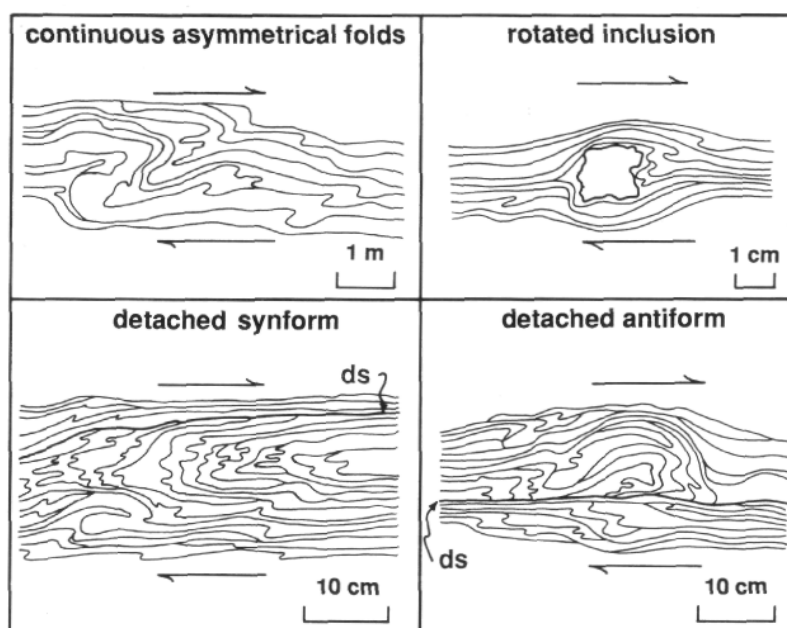 continuous asymmetrical folds
1 m
rotated inclusion
1 cm
detached synform
ds
10 cm
detached antiform
ds
10 cm